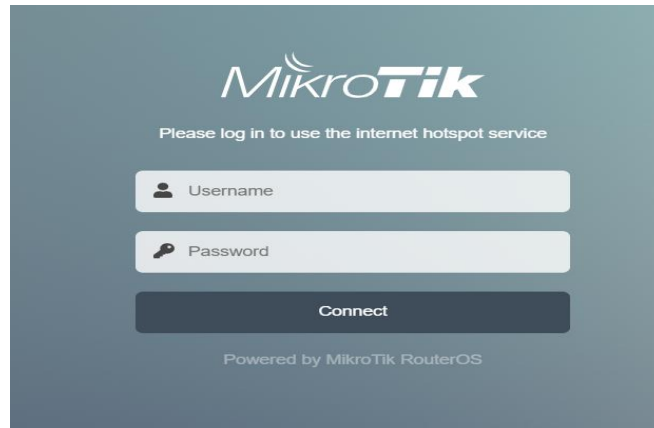 MikroTik
Please log in to use the internet hotspot service
Username
Password
Connect
Powered by MikroTik RouterOS